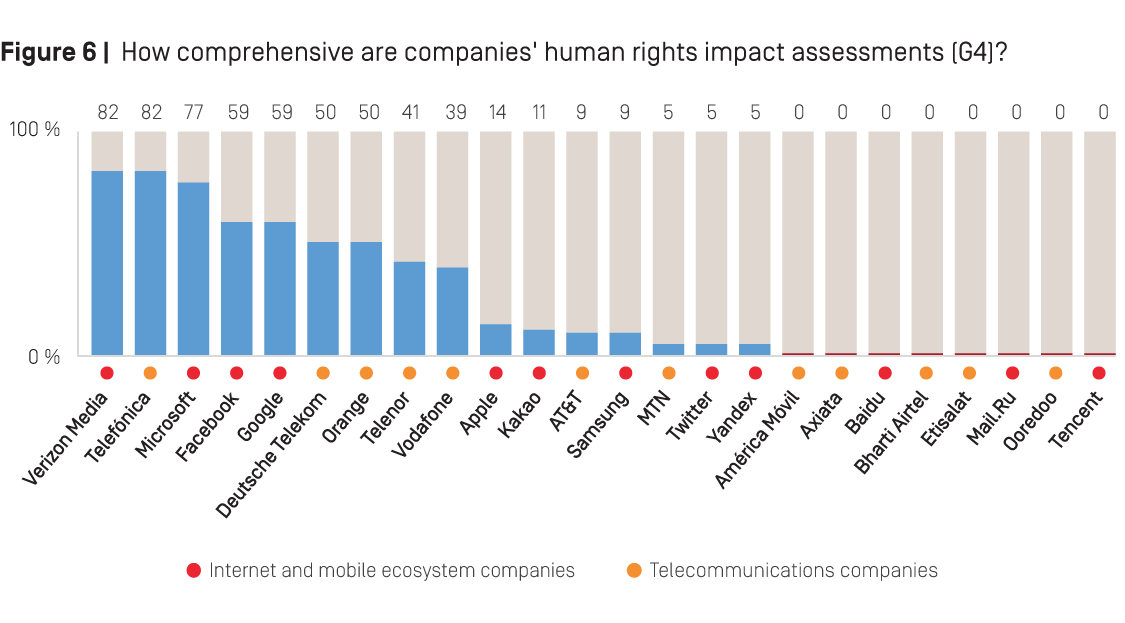 Figure 6 | How comprehensive are companies' human rights impact assessments (G4)?
82 82 77 59 59 50 50 41 39 14 11 9 9 5 5 5 0 0 0 0 0 0 0 0
100 %
0 %
Verizon Media
Telefónica
Microsoft
Facebook
Google
Deutsche Telekom
Orange
Telenor
Vodafone
Apple
Kakao
AT&T
Samsung
MTN
Twitter
Yandex
América Móvil
Axiata
Baidu
Bharti Airtel
Etisalat
Mail.Ru
Ooredoo
Tencent
Internet and mobile ecosystem companies
Telecommunications companies